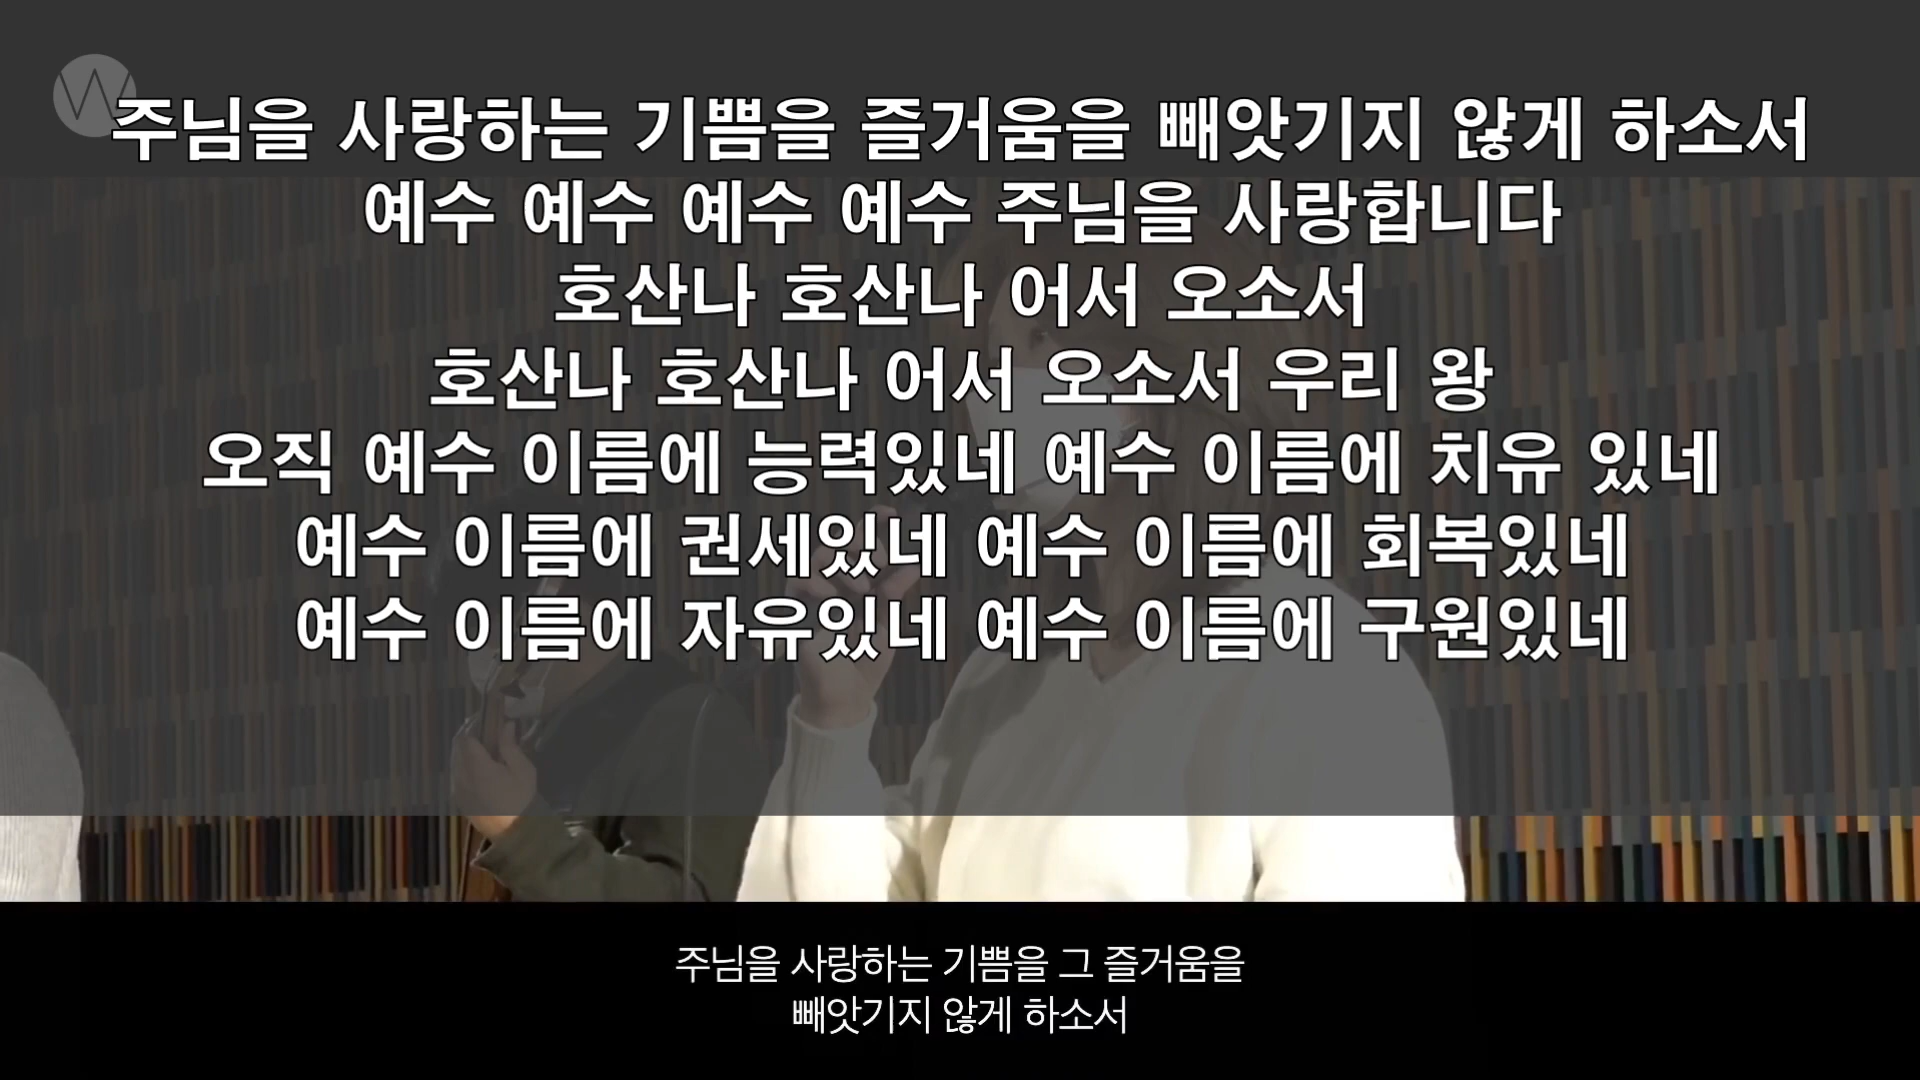 W
주님을 사랑하는 기쁨을 즐거움을 빼앗기지 않게 하소서
예수 예수 예수 예수 주님을 사랑합니다
호산나 호산나 어서 오소서
호산나 호산나 어서 오소서 우리 왕
오직 예수 이름에 능력있네 예수 이름에 치유 있네
예수 이름에 권세있네 예수 이름에 회복있네
예수 이름에 자유있네 예수 이름에 구원있네
주님을 사랑하는 기쁨을 그 즐거움을
빼앗기지 않게 하소서